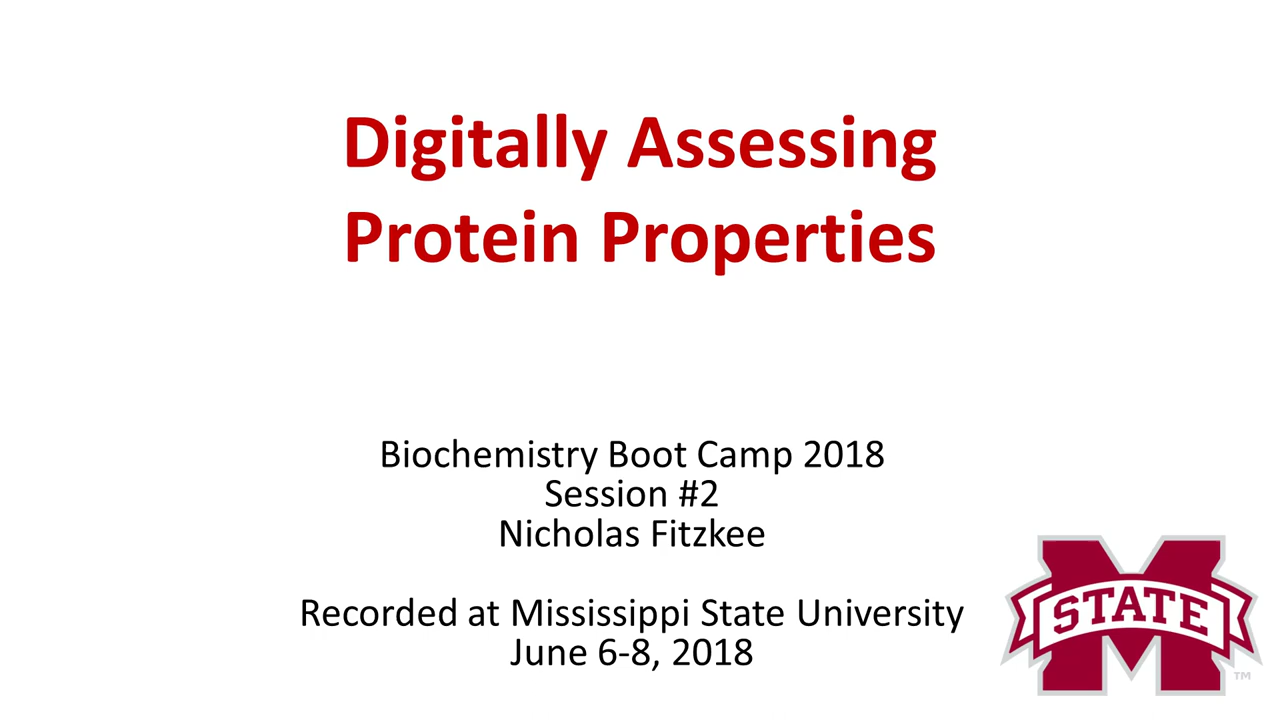 Digitally Assessing
Protein Properties
Biochemistry Boot Camp 2018
Session #2
Nicholas Fitzkee
Recorded at Mississippi State University
June 6-8, 2018
STATE
TM